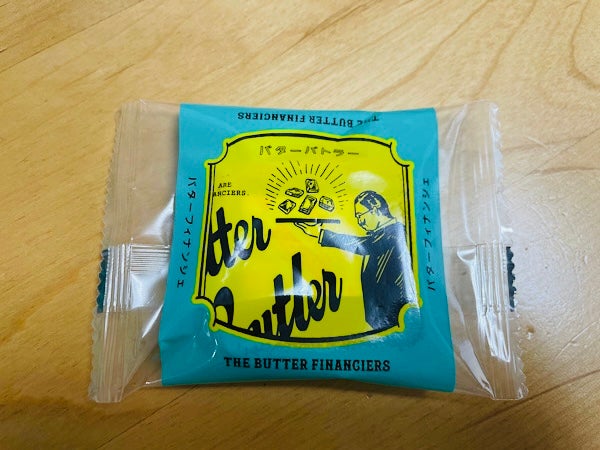 THE BUTTER FINANCIERS
バターバトラー
ARE
ANCIERS.
tter
Butler
バターフィナンシェ
バターフィナンシェ
THE BUTTER FINANCIERS